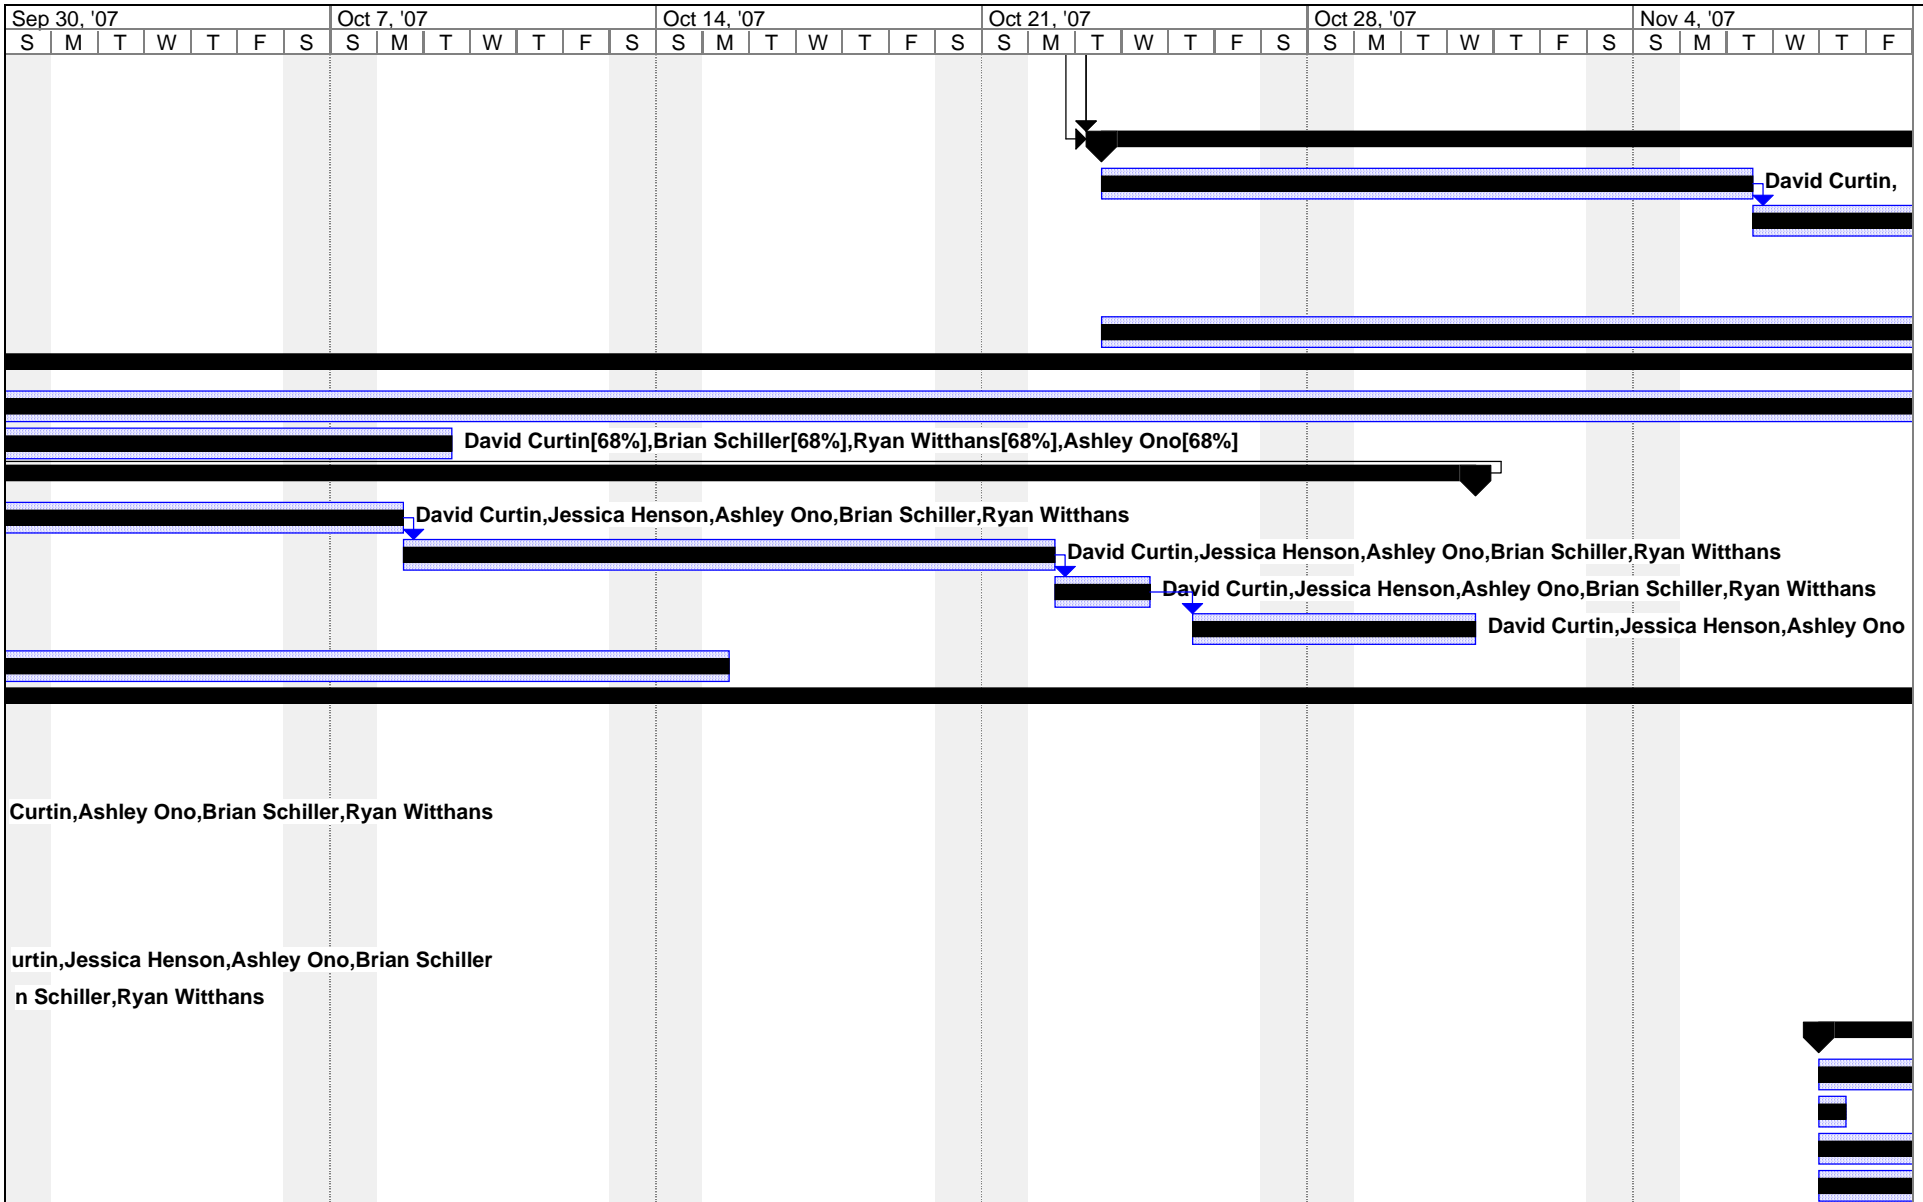 Sep 30, '07 Oct 7, '07 Oct 14, '07 Oct 21, '07 Oct 28, '07 Nov 4, '07
S M T W T F S S M T W T F S S M T W T F S S M T W T F S S M T W T F S S M T W T F
David Curtin,
David Curtin[68%],Brian Schiller[68%],Ryan Witthans[68%],Ashley Ono[68%]
David Curtin,Jessica Henson,Ashley Ono,Brian Schiller,Ryan Witthans
David Curtin,Jessica Henson,Ashley Ono,Brian Schiller,Ryan Witthans
David Curtin,Jessica Henson,Ashley Ono,Brian Schiller,Ryan Witthans
David Curtin,Jessica Henson,Ashley Ono
Curtin,Ashley Ono,Brian Schiller,Ryan Witthans
urtin,Jessica Henson,Ashley Ono,Brian Schiller
n Schiller,Ryan Witthans